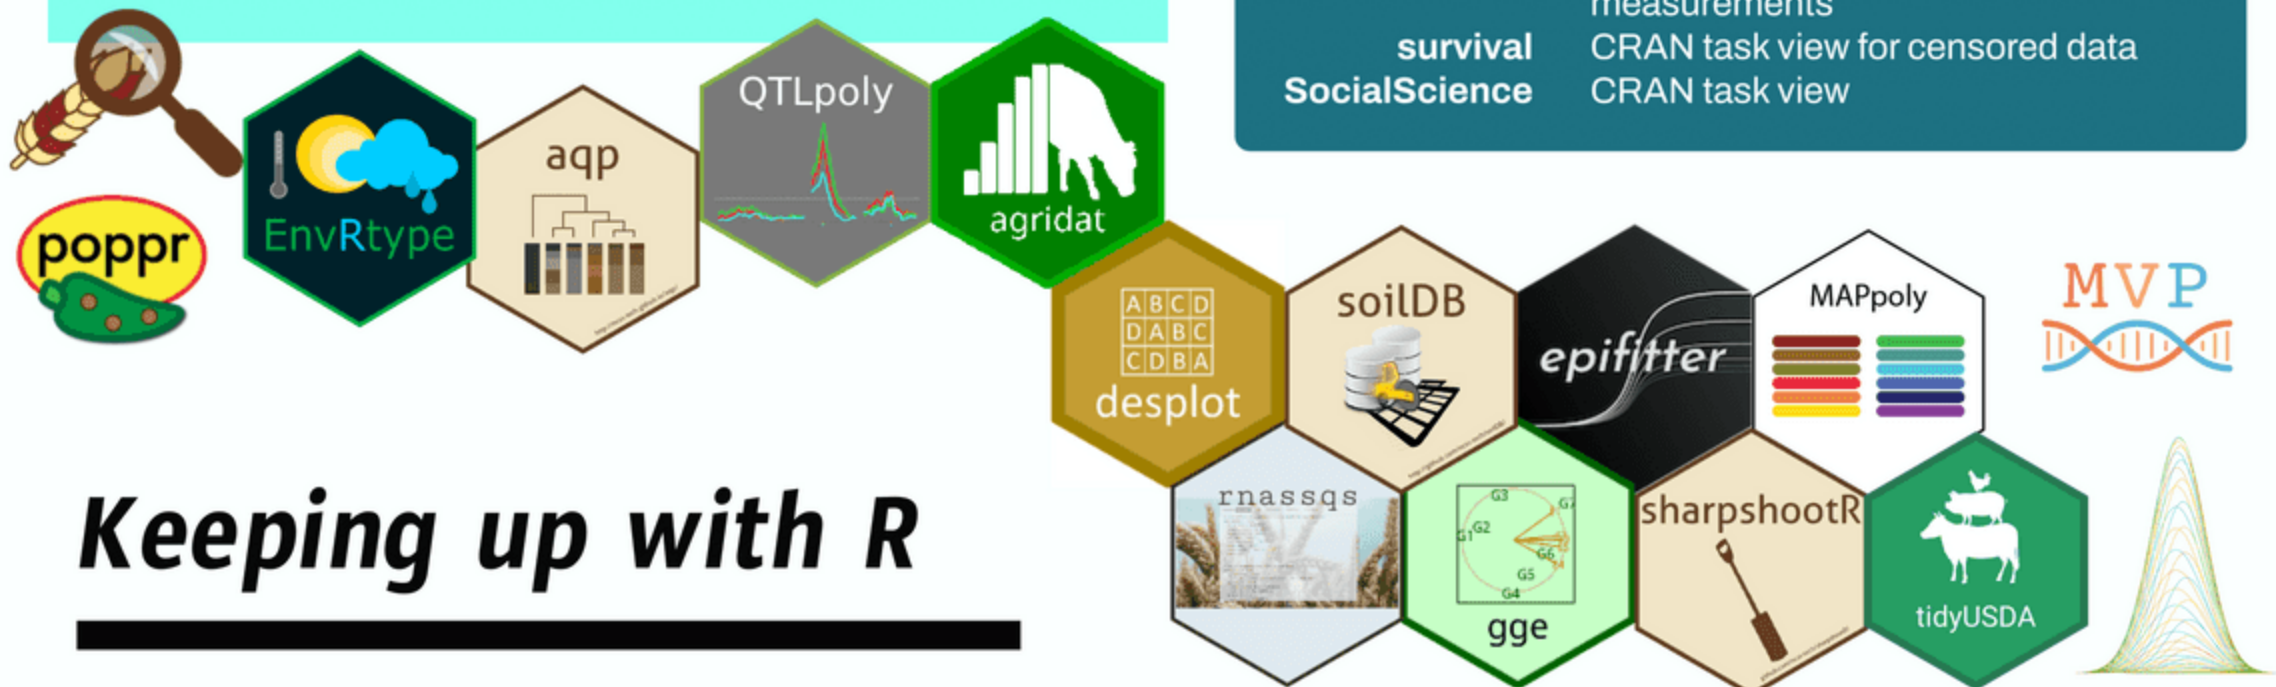 measurements
survival CRAN task view for censored data
SocialScience CRAN task view
QTLpoly
aqp
agridat
EnvRtype
poppr
A B C D
D A B C
C D B A
desplot
soilDB
epifitter
MAPpoly
MVP
Keeping up with R
rnassqs
G3
G7
G2
G1
G6
G5
G4
gge
sharpshootR
tidyUSDA